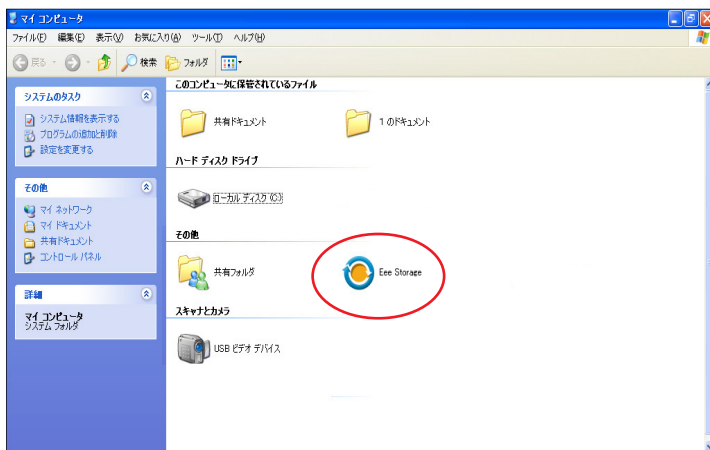 マイ コンピュータ
ファイル(F) 編集(E) 表示(V) お気に入り(A) ツール(T) ヘルプ(H)
戻る 検索 フォルダ
システムのタスク
システム情報を表示する
プログラムの追加と削除
設定を変更する
その他
マイ ネットワーク
マイ ドキュメント
共有ドキュメント
コントロール パネル
詳細
マイ コンピュータ
システム フォルダ
このコンピュータに保管されているファイル
共有ドキュメント 1 のドキュメント
ハード ディスク ドライブ
ローカル ディスク (C:)
その他
共有フォルダ Eee Storage
スキャナとカメラ
USB ビデオ デバイス